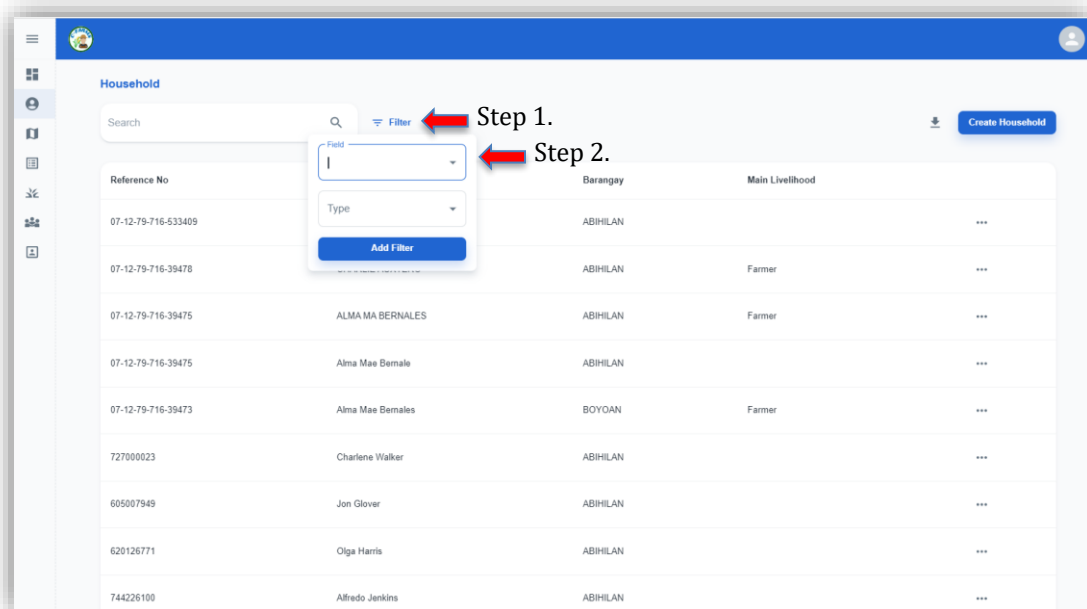 Household
Search
Filter
Step 1.
Create Household
Field
Step 2.
Type
Add Filter
Reference No Barangay Main Livelihood
07-12-79-716-533409 ABIHILAN
07-12-79-716-39478 ABIHILAN Farmer
07-12-79-716-39475 ALMA MA BERNALES ABIHILAN Farmer
07-12-79-716-39475 Alma Mae Bernale ABIHILAN
07-12-79-716-39473 Alma Mae Bernales BOYOAN Farmer
727000023 Charlene Walker ABIHILAN
605007949 Jon Glover ABIHILAN
620126771 Olga Harris ABIHILAN
744226100 Alfredo Jenkins ABIHILAN